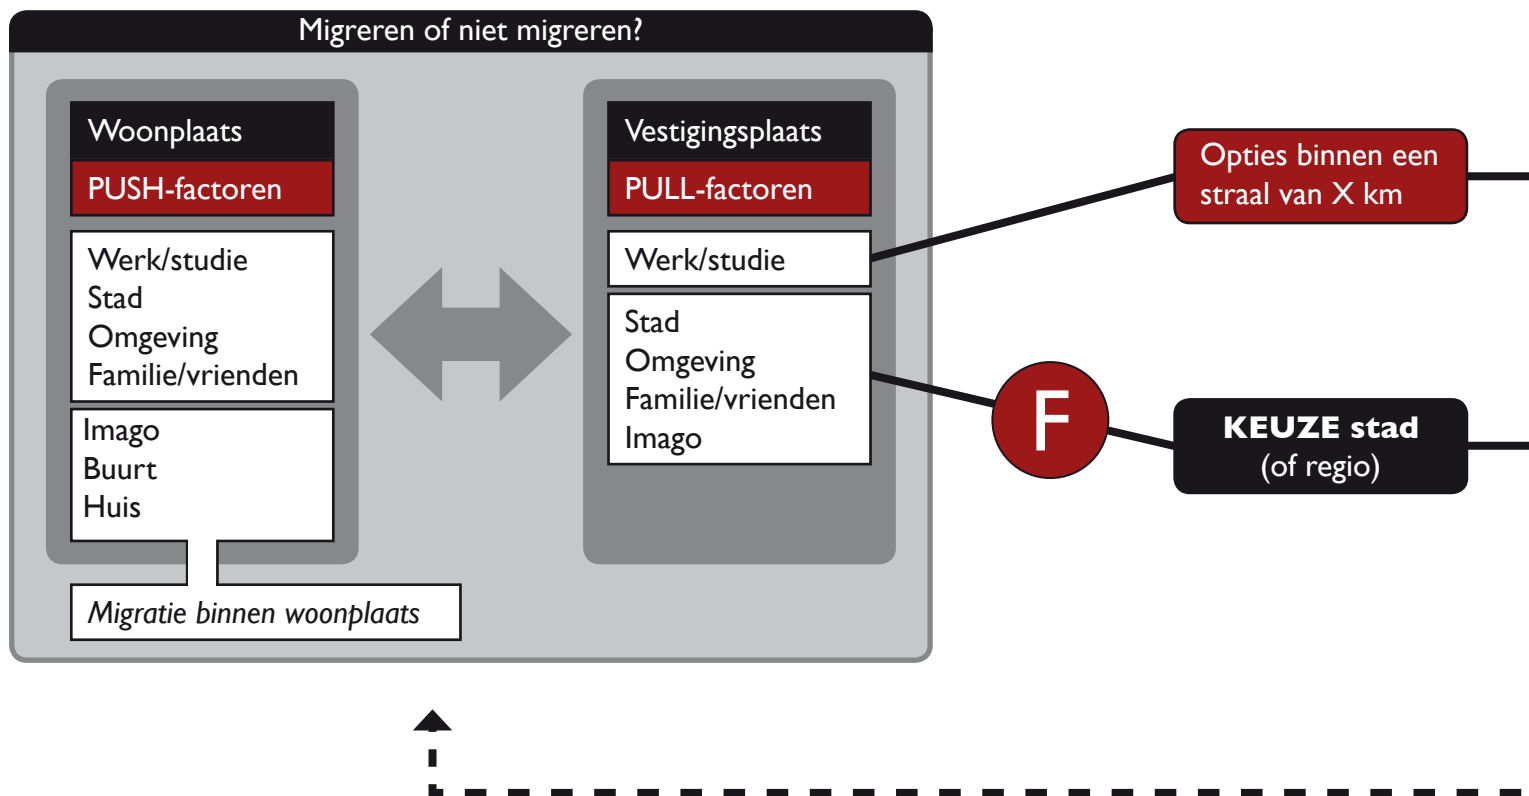 Migreren of niet migreren?
Woonplaats
PUSH-factoren
Werk/studie
Stad
Omgeving
Familie/vrienden
Imago
Buurt
Huis
Migratie binnen woonplaats
Vestigingsplaats
PULL-factoren
Werk/studie
Stad
Omgeving
Familie/vrienden
Imago
Opties binnen een
straal van X km
F
KEUZE stad
(of regio)